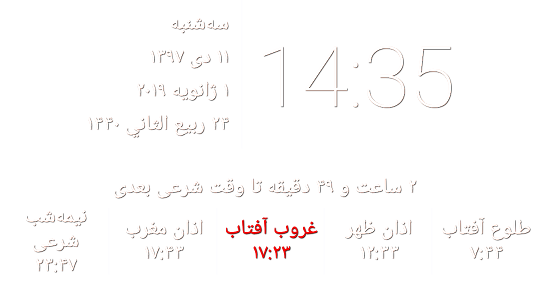 سه‌شنبه
۱۱ دی ۱۳۹۷
۱ ژانویه ۲۰۱۹
۲۴ ربيع الثاني ۱۴۴۰
14:35
۲ ساعت و ۴۹ دقیقه تا وقت شرعی بعدی
طلوع آفتاب
۷:۴۴
اذان ظهر
۱۲:۳۳
غروب آفتاب
۱۷:۲۳
اذان مغرب
۱۷:۴۳
نیمه‌شب
شرعی
۲۳:۴۷